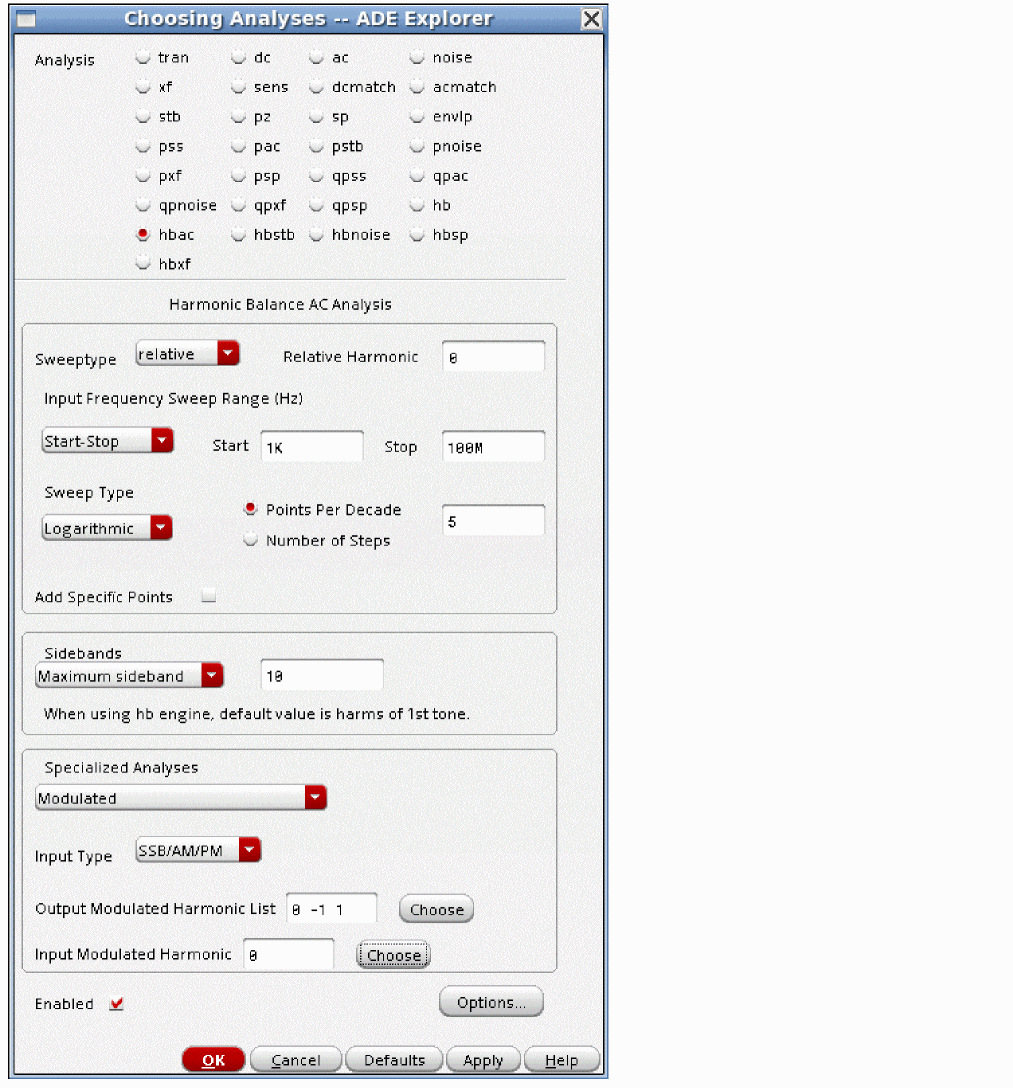 Choosing Analyses -- ADE Explorer
Analysis tran dc ac noise
xf sens dcmatch acmatch
stb pz sp envlp
pss pac pstb pnoise
pxf psp qpss qpac
qpnoise qpxf qpsp hb
hbac hbstb hbnoise hbsp
hbxf
Harmonic Balance AC Analysis
Sweeptype relative Relative Harmonic 0
Input Frequency Sweep Range (Hz)
Start-Stop Start 1K Stop 100M
Sweep Type
Points Per Decade
Logarithmic 5
Number of Steps
Add Specific Points
Sidebands
Maximum sideband 10
When using hb engine, default value is harms of 1st tone.
Specialized Analyses
Modulated
Input Type SSB/AM/PM
Output Modulated Harmonic List 0 -1 1 Choose
Input Modulated Harmonic 0 Choose
Enabled Options...
OK Cancel Defaults Apply Help